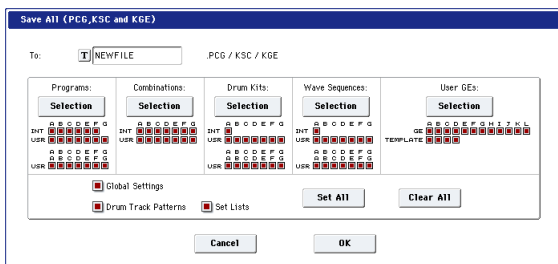 Save All (PCG,KSC and KGE)
To: T NEWFILE .PCG / KSC / KGE
Programs: Combinations: Drum Kits: Wave Sequences: User GEs:
Selection Selection Selection Selection Selection
A B C D E F G A B C D E F G A B C D E F G A B C D E F G A B C D E F G H I J K L
INT INT INT INT GE
USR USR USR USR TEMPLATE
A B C D E F G A B C D E F G A B C D E F G A B C D E F G A B C D
A B C D E F G A B C D E F G A B C D E F G
USR USR USR
Global Settings
Drum Track Patterns Set Lists Set All Clear All
Cancel OK